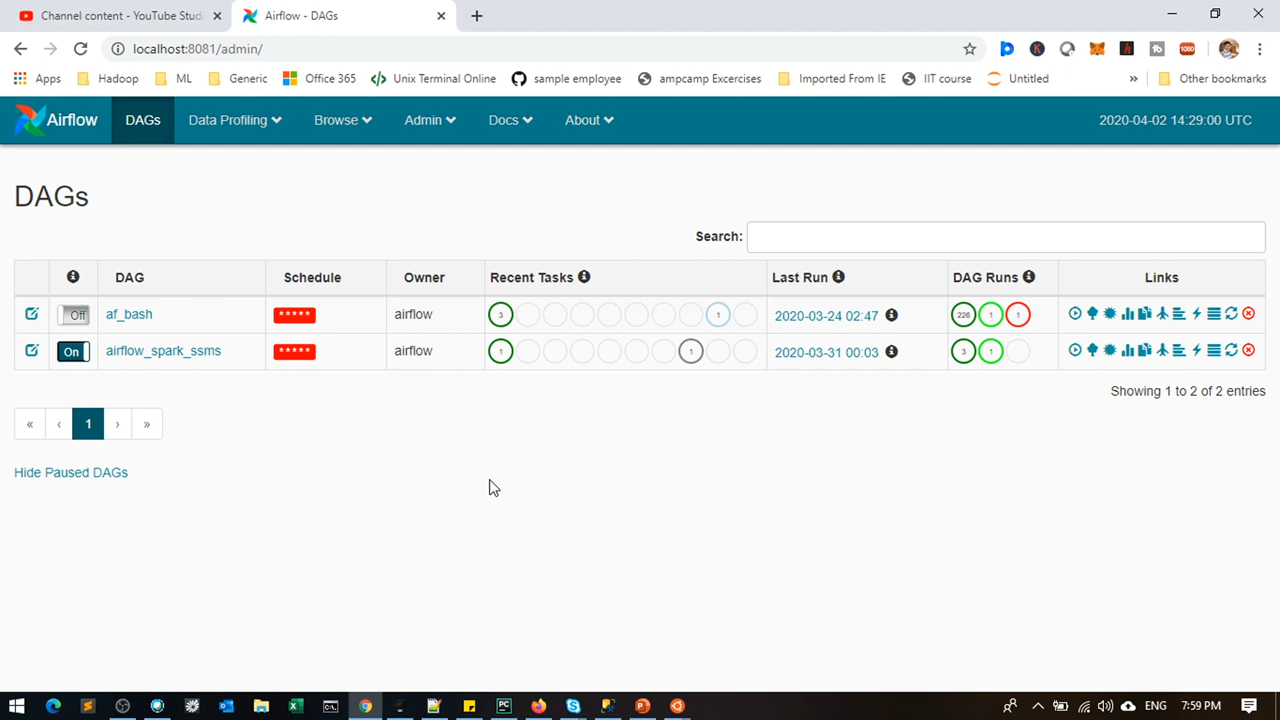 Channel content - YouTube Stud
Airflow - DAGs
localhost:8081/admin/
Apps
Hadoop
ML
Generic
Office 365
Unix Terminal Online
sample employee
ampcamp Excercises
Imported From IE
IIT course
Untitled
»
Other bookmarks
Airflow
DAGs
Data Profiling
Browse
Admin
Docs
About
2020-04-02 14:29:00 UTC
DAGs
Search:
DAG
Schedule
Owner
Recent Tasks
Last Run
DAG Runs
Links
Off
af_bash
*****
airflow
3
1
2020-03-24 02:47
226
1
1
On
airflow_spark_ssms
*****
airflow
1
1
2020-03-31 00:03
3
1
Showing 1 to 2 of 2 entries
« ‹ 1 › »
Hide Paused DAGs
ENG
7:59 PM